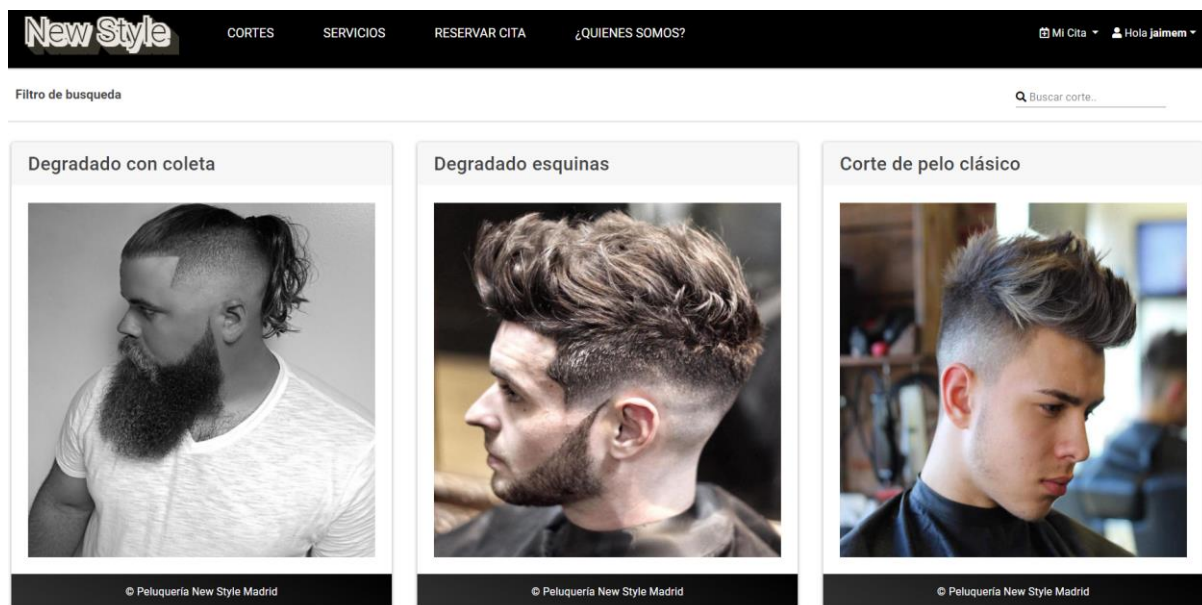 New Style CORTES SERVICIOS RESERVAR CITA ¿QUIENES SOMOS? Mi Cita Hola jaimem
Filtro de busqueda Buscar corte..
Degradado con coleta
Degradado esquinas
Corte de pelo clásico
© Peluquería New Style Madrid
© Peluquería New Style Madrid
© Peluquería New Style Madrid